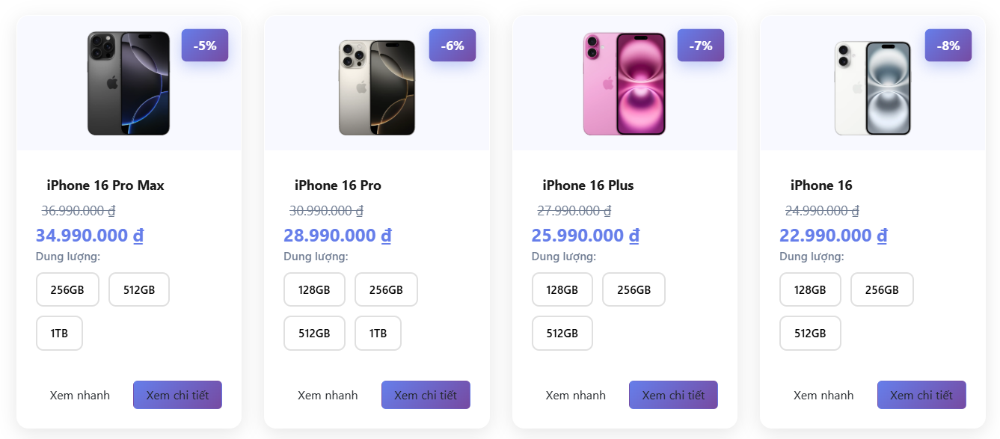 -5%
iPhone 16 Pro Max
36.990.000 ₫
34.990.000 ₫
Dung lượng:
256GB 512GB
1TB
Xem nhanh Xem chi tiết
-6%
iPhone 16 Pro
30.990.000 ₫
28.990.000 ₫
Dung lượng:
128GB 256GB
512GB 1TB
Xem nhanh Xem chi tiết
-7%
iPhone 16 Plus
27.990.000 ₫
25.990.000 ₫
Dung lượng:
128GB 256GB
512GB
Xem nhanh Xem chi tiết
-8%
iPhone 16
24.990.000 ₫
22.990.000 ₫
Dung lượng:
128GB 256GB
512GB
Xem nhanh Xem chi tiết